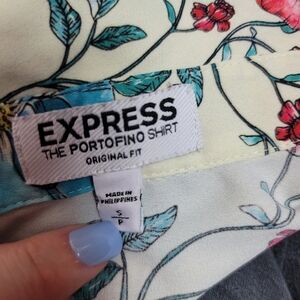 EXPRESS
THE PORTOFINO SHIRT
ORIGINAL FIT
MADE IN
PHILIPPINES
S
P